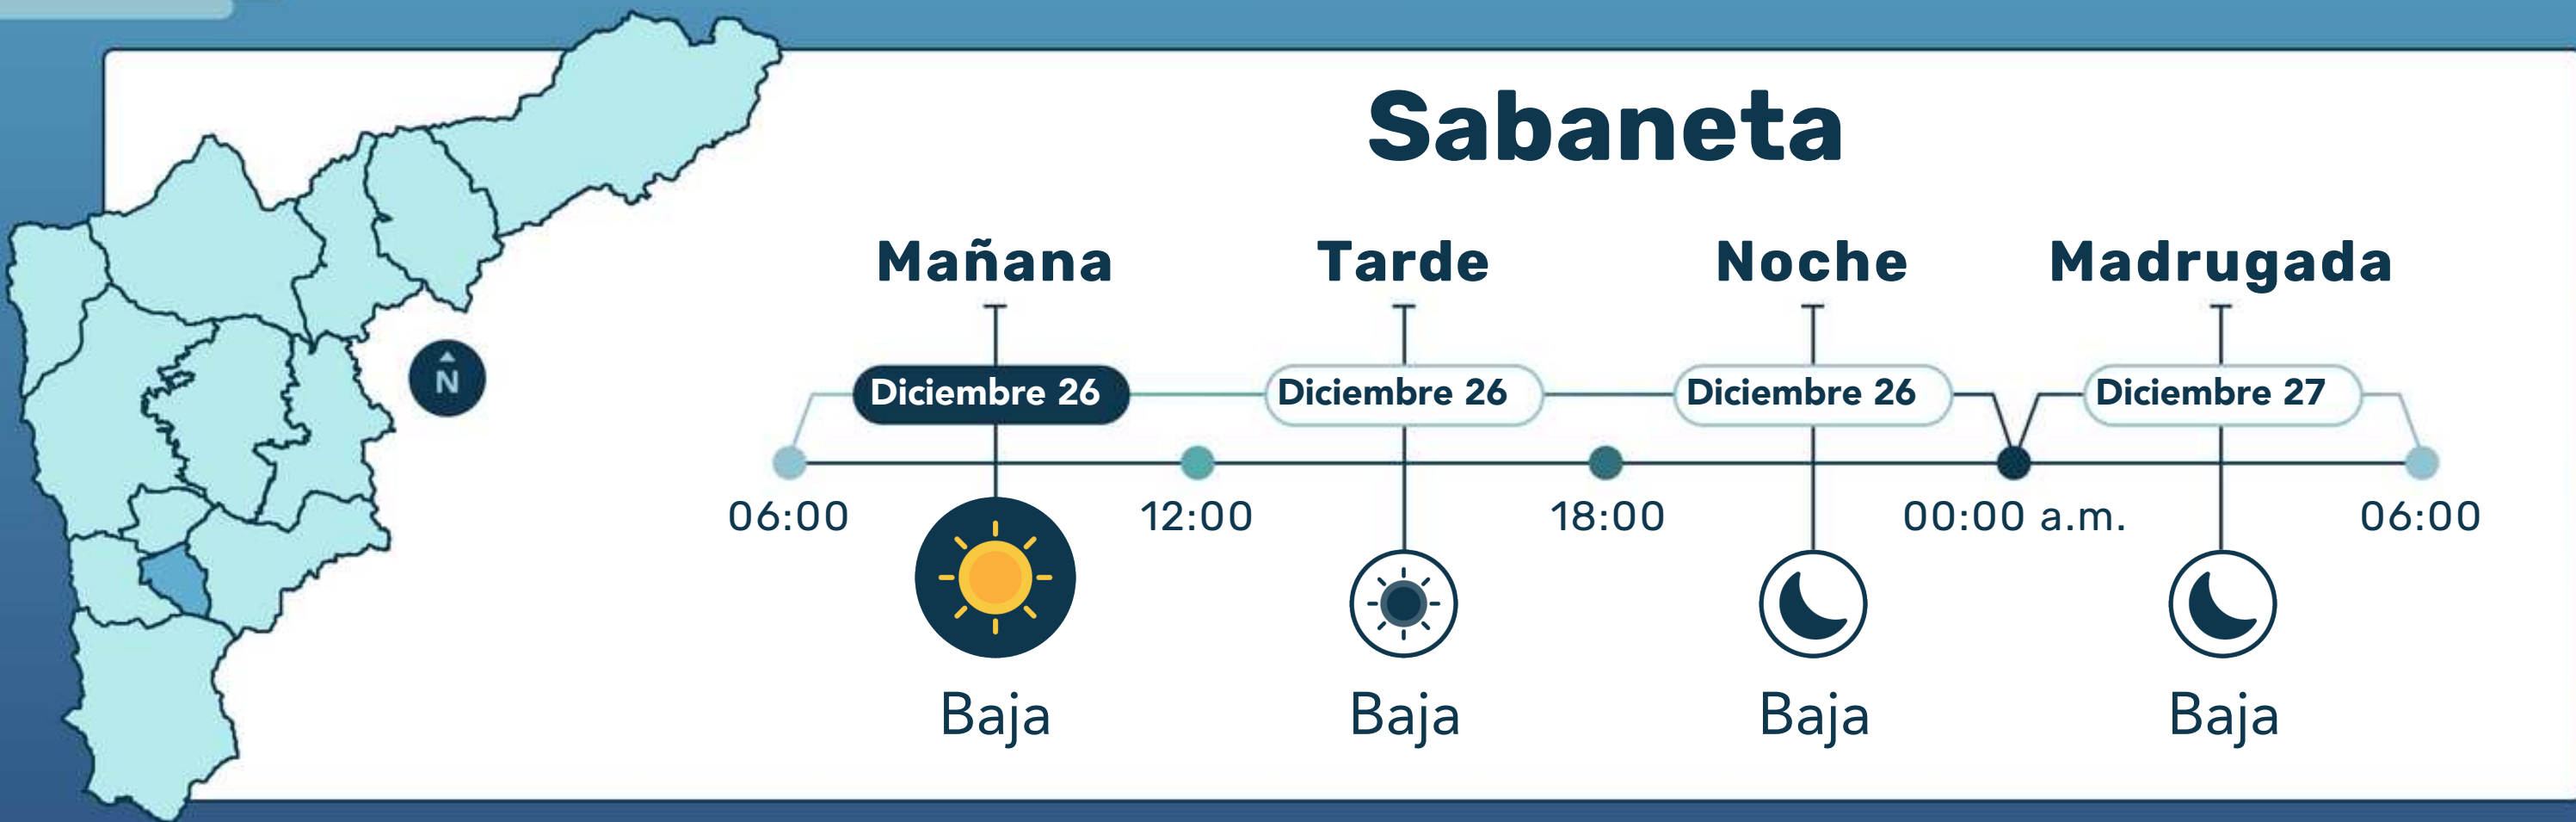 Sabaneta
Mañana Tarde Noche Madrugada
N
Diciembre 26 Diciembre 26 Diciembre 26 Diciembre 27
06:00 12:00 18:00 00:00 a.m. 06:00
Baja Baja Baja Baja